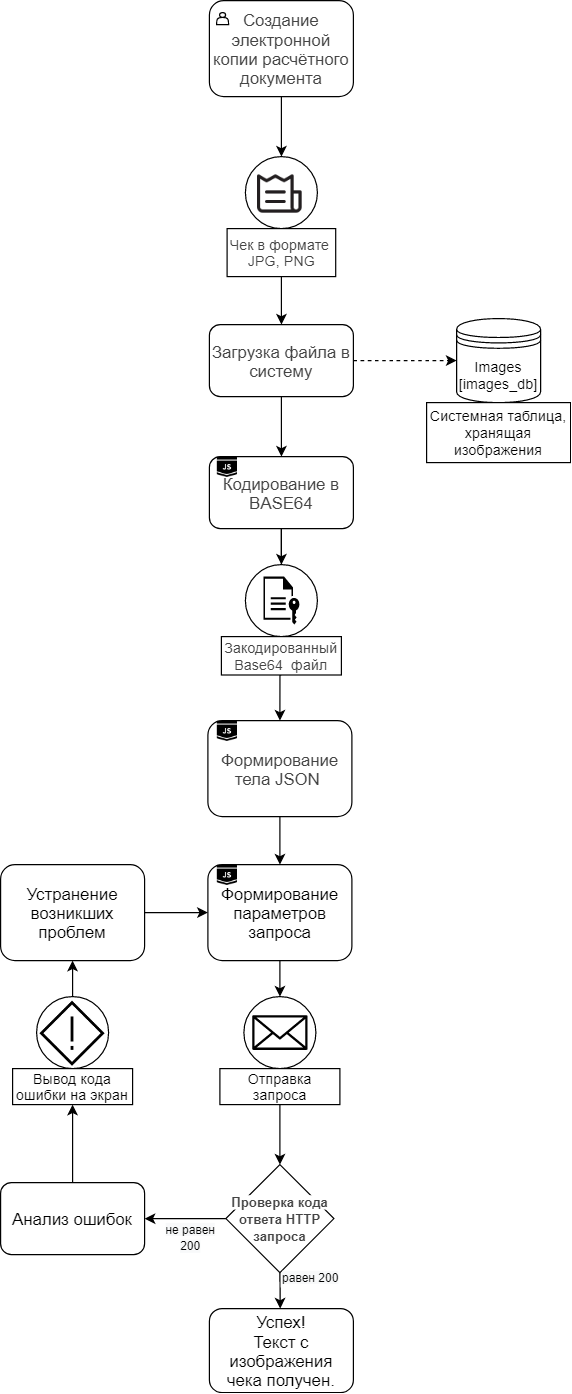 Создание
электронной
копии расчётного
документа
Чек в формате
JPG, PNG
Загрузка файла в
систему
Images
[images_db]
Системная таблица,
хранящая
изображения
JS
Кодирование в
BASE64
Закодированный
Base64 файл
JS
Формирование
тела JSON
Устранение
возникших
проблем
JS
Формирование
параметров
запроса
Вывод кода
ошибки на экран
Отправка
запроса
Анализ ошибок
не равен
200
Проверка кода
ответа HTTP
запроса
равен 200
Успех!
Текст с
изображения
чека получен.